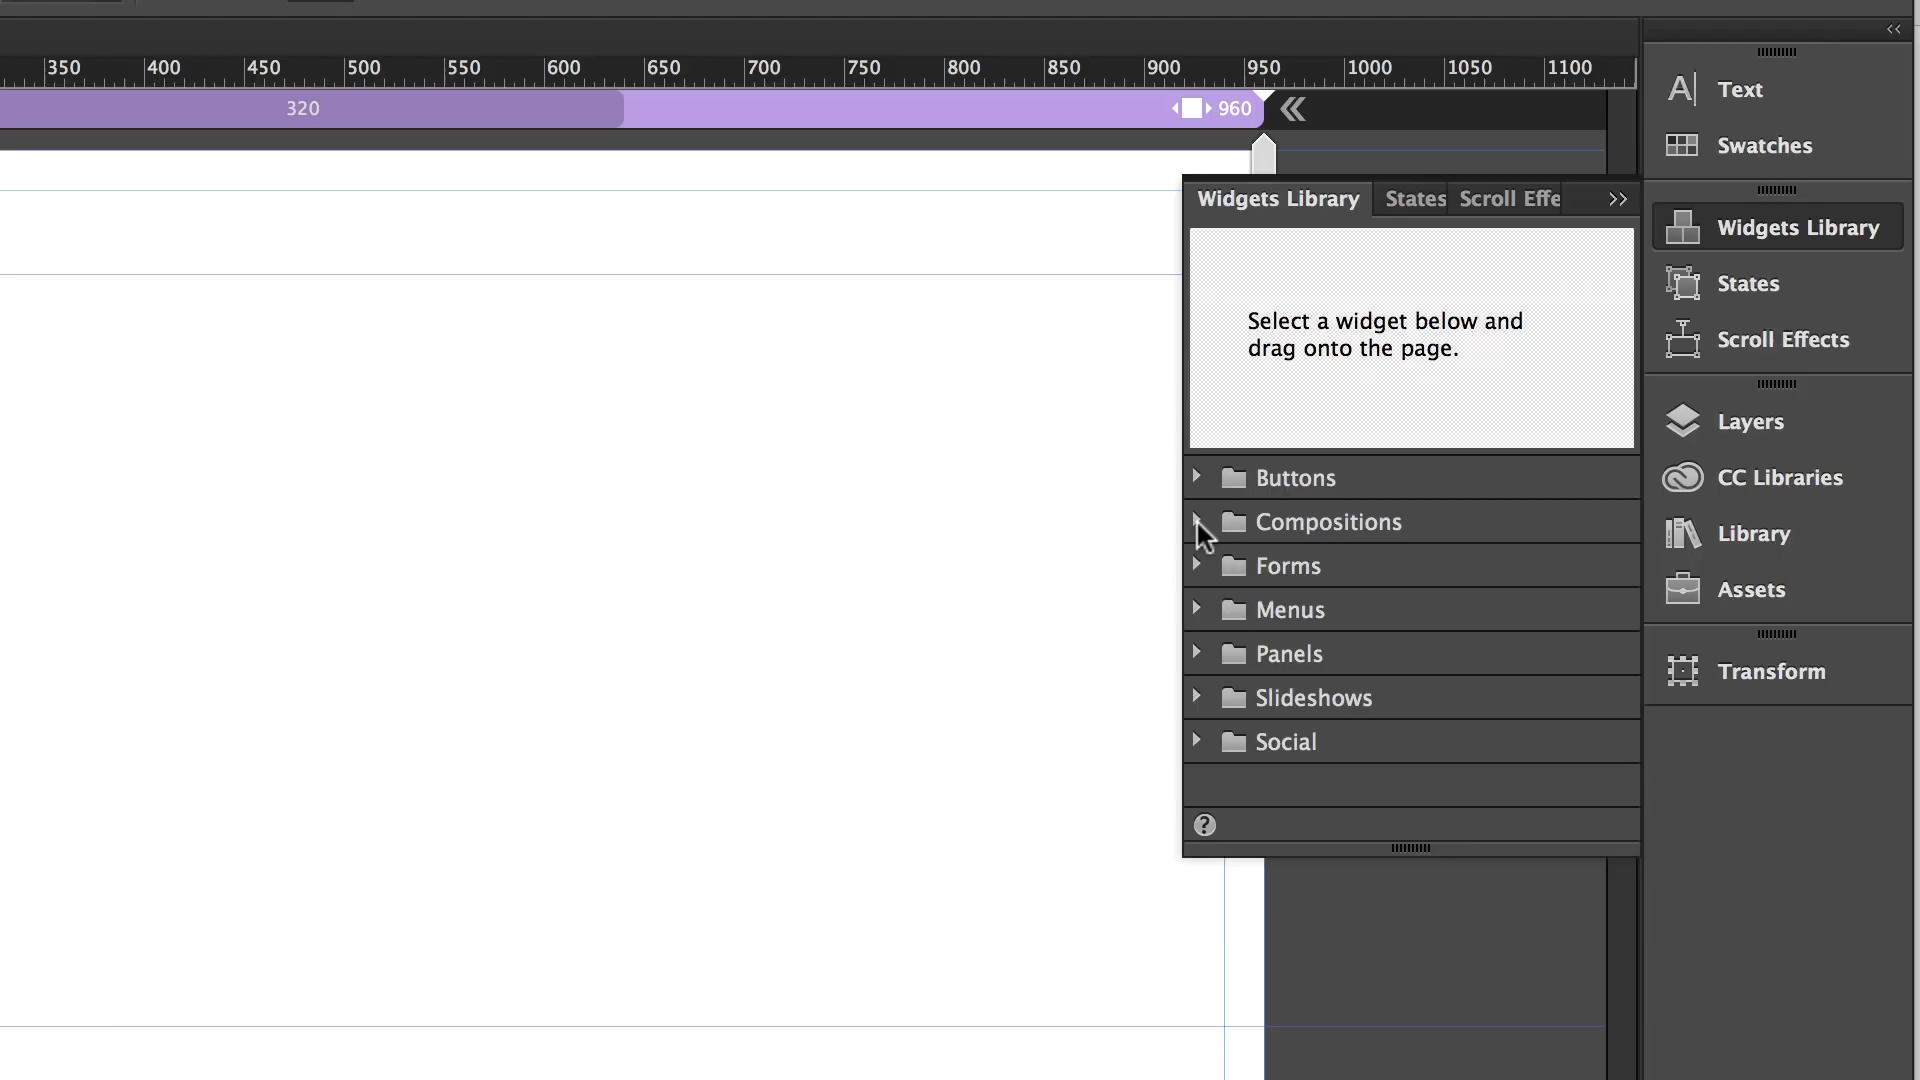 350 400 450 500 550 600 650 700 750 800 850 900 950 1000 1050 1100
320
960
Widgets Library
States
Scroll Effe
Select a widget below and
drag onto the page.
Buttons
Compositions
Forms
Menus
Panels
Slideshows
Social
?
Text
Swatches
Widgets Library
States
Scroll Effects
Layers
CC Libraries
Library
Assets
Transform